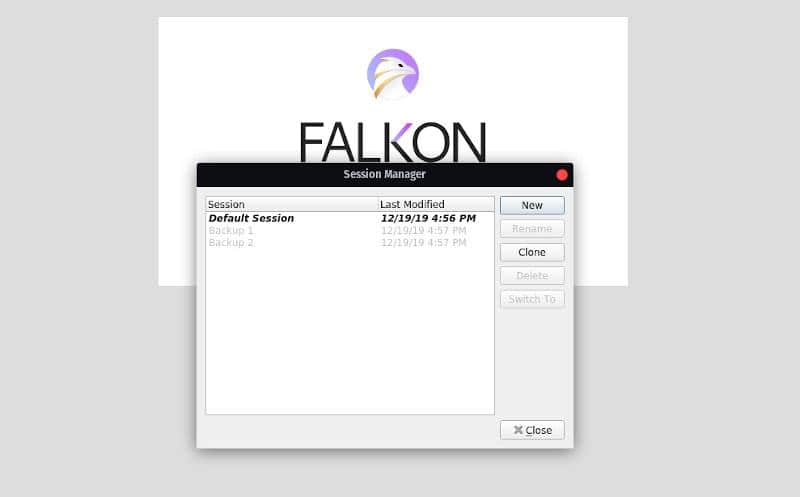 FALKON
Session Manager
Session Last Modified
Default Session 12/19/19 4:56 PM
Backup 1 12/19/19 4:57 PM
Backup 2 12/19/19 4:57 PM
New
Rename
Clone
Delete
Switch To
Close